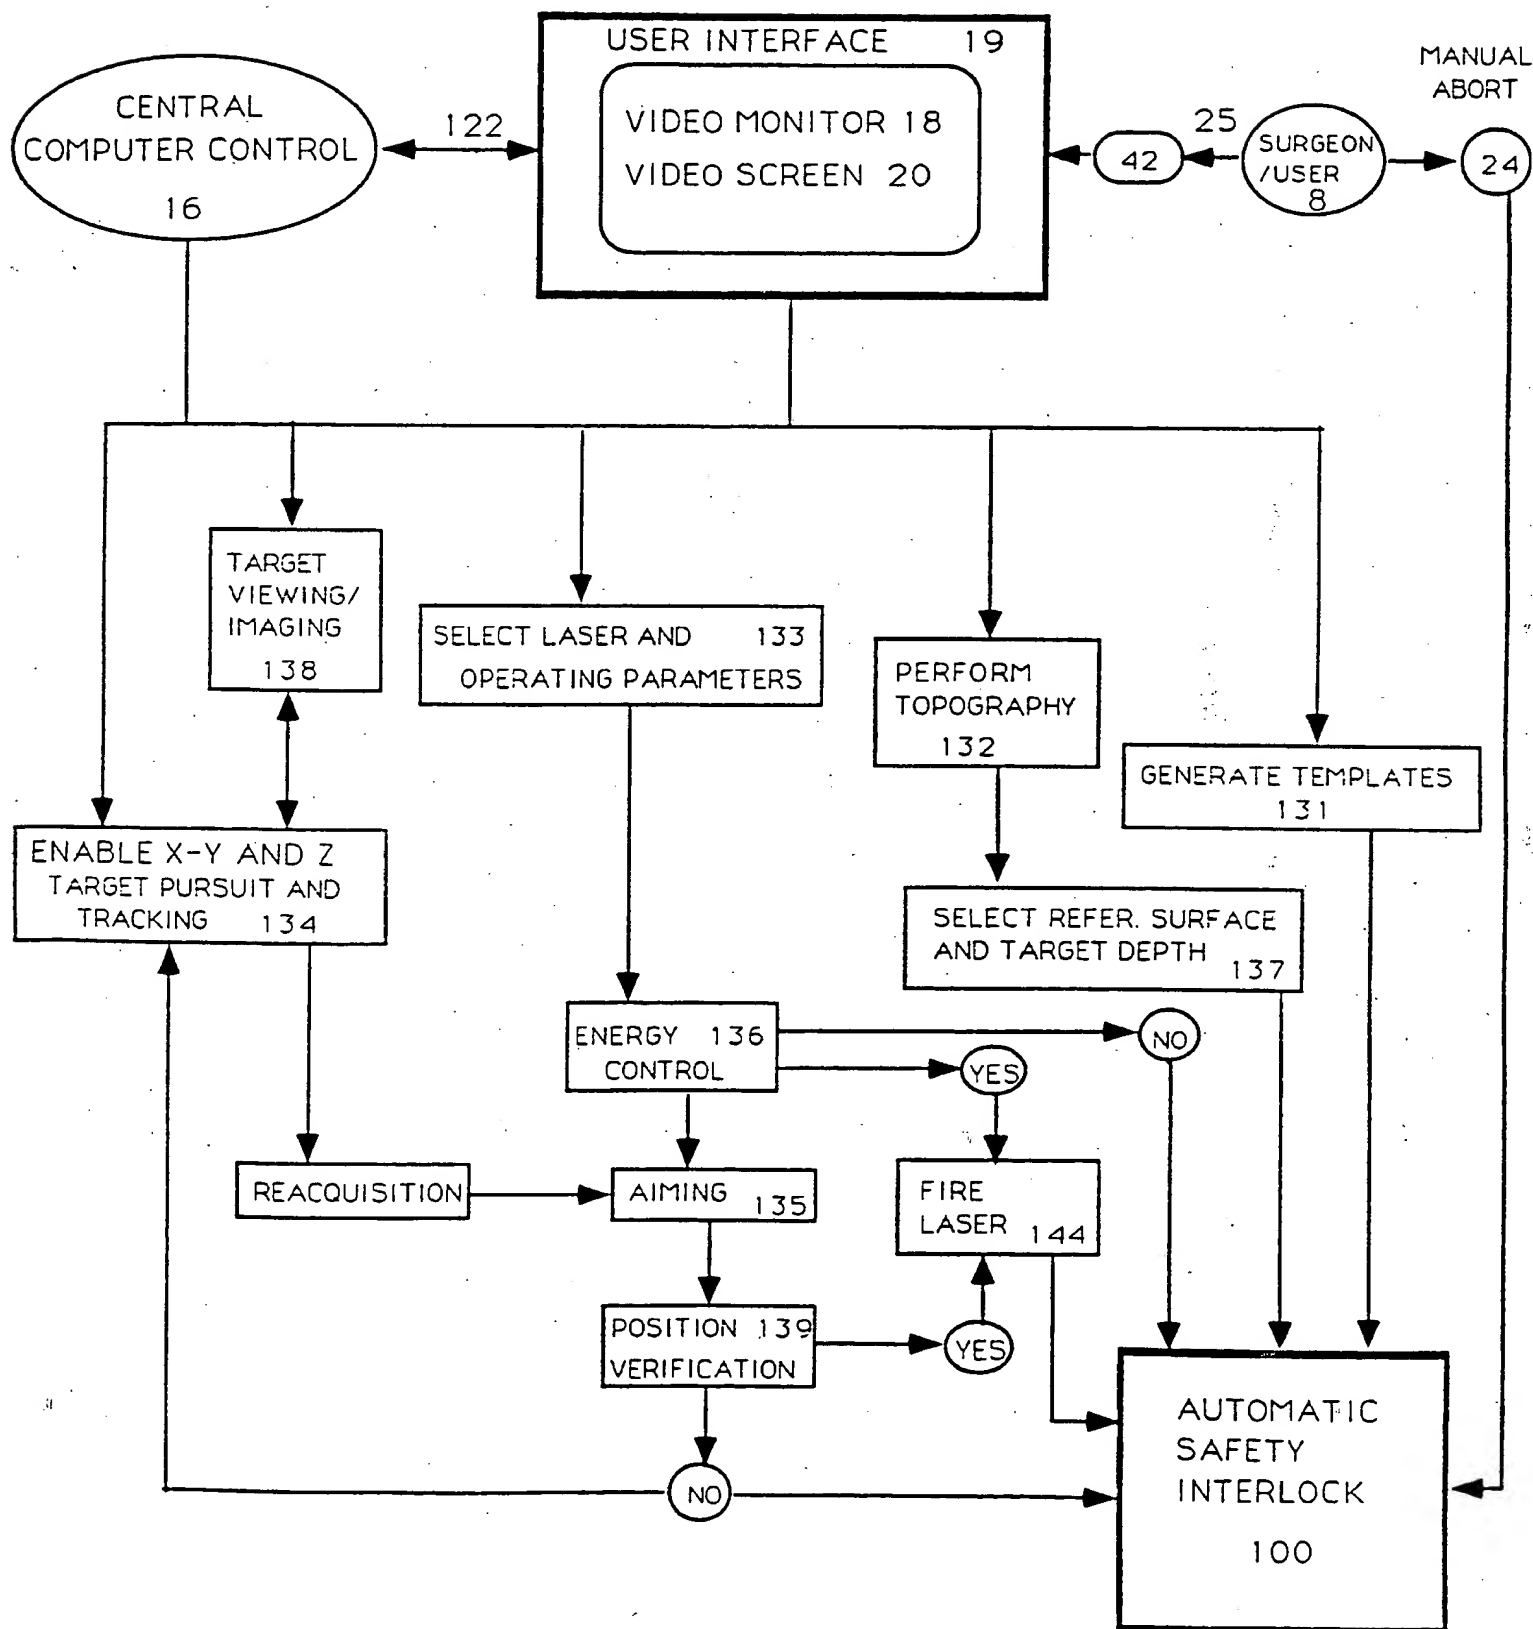 USER INTERFACE 19
VIDEO MONITOR 18
VIDEO SCREEN 20
CENTRAL
COMPUTER CONTROL
16
122
MANUAL
ABORT
25
42
SURGEON
/USER
8
24
TARGET
VIEWING/
IMAGING
138
SELECT LASER AND 133
OPERATING PARAMETERS
PERFORM
TOPOGRAPHY
132
GENERATE TEMPLATES
131
ENABLE X-Y AND Z
TARGET PURSUIT AND
TRACKING 134
SELECT REFER. SURFACE
AND TARGET DEPTH
137
ENERGY 136
CONTROL
NO
YES
REACQUISITION
AIMING
135
FIRE
LASER 144
POSITION 139
VERIFICATION
YES
NO
AUTOMATIC
SAFETY
INTERLOCK
100